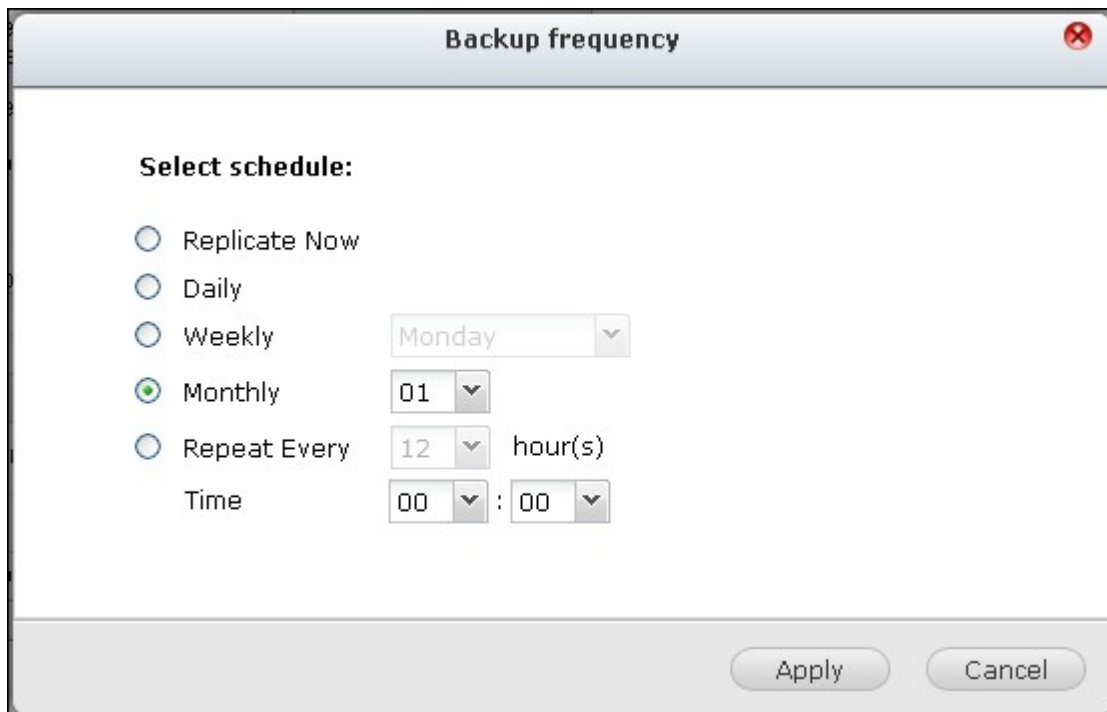 Backup frequency
Select schedule:
Replicate Now
Daily
Weekly Monday
Monthly 01
Repeat Every 12 hour(s)
Time 00 : 00
Apply Cancel